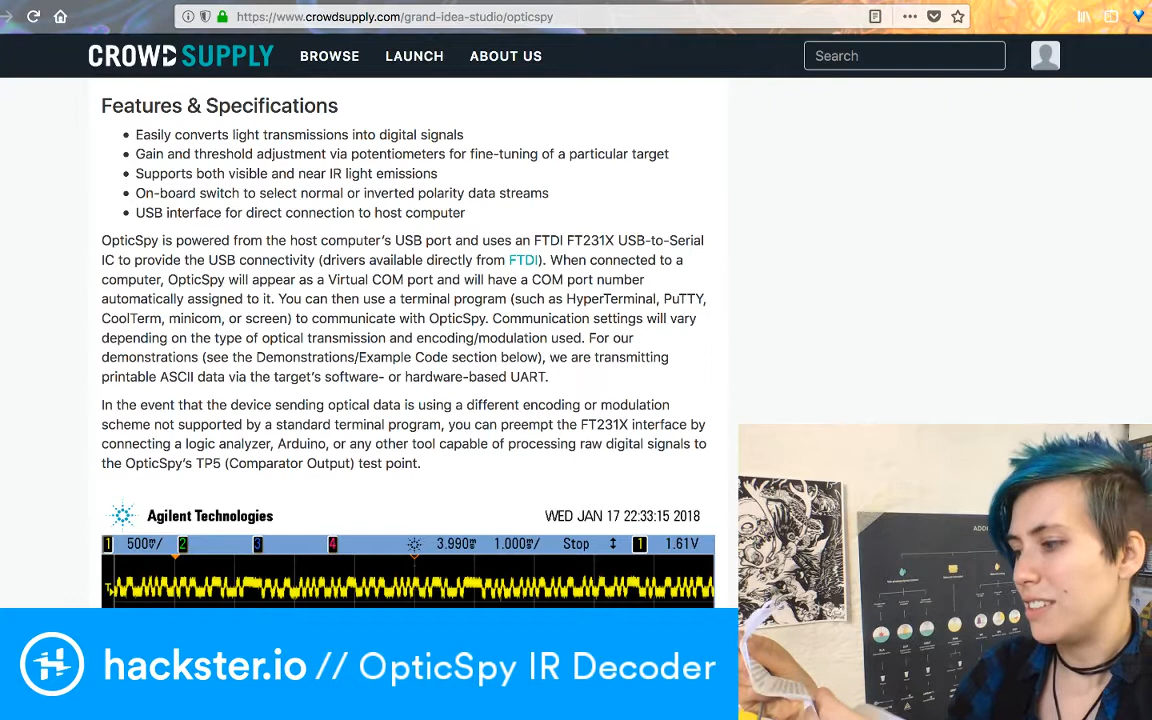 https://www.crowdsupply.com/grand-idea-studio/opticspy
CROWD SUPPLY BROWSE LAUNCH ABOUT US Search
Features & Specifications
Easily converts light transmissions into digital signals
Gain and threshold adjustment via potentiometers for fine-tuning of a particular target
Supports both visible and near IR light emissions
On-board switch to select normal or inverted polarity data streams
USB interface for direct connection to host computer
OpticSpy is powered from the host computer's USB port and uses an FTDI FT231X USB-to-Serial
IC to provide the USB connectivity (drivers available directly from FTDI). When connected to a
computer, OpticSpy will appear as a Virtual COM port and will have a COM port number
automatically assigned to it. You can then use a terminal program (such as HyperTerminal, PuTTY,
CoolTerm, minicom, or screen) to communicate with OpticSpy. Communication settings will vary
depending on the type of optical transmission and encoding/modulation used. For our
demonstrations (see the Demonstrations/Example Code section below), we are transmitting
printable ASCII data via the target's software- or hardware-based UART.
In the event that the device sending optical data is using a different encoding or modulation
scheme not supported by a standard terminal program, you can preempt the FT231X interface by
connecting a logic analyzer, Arduino, or any other tool capable of processing raw digital signals to
the OpticSpy's TP5 (Comparator Output) test point.
Agilent Technologies WED JAN 17 22:33:15 2018
1 500m/ 2 3 4 3.990s 1.000m/ Stop 1 1.61V
hackster.io // OpticSpy IR Decoder